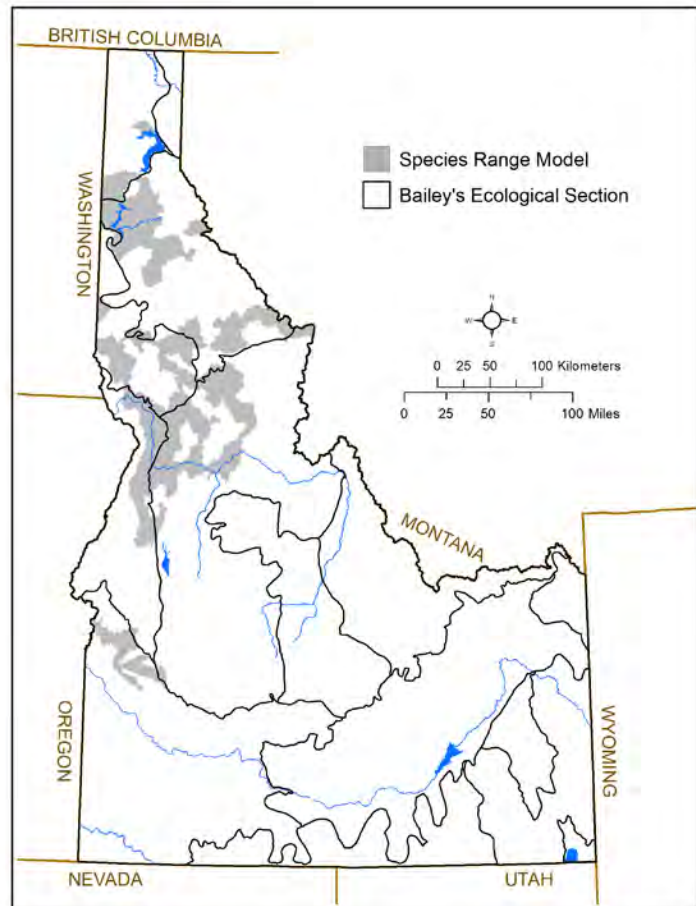 BRITISH COLUMBIA
Species Range Model
Bailey's Ecological Section
WASHINGTON
N
W E
S
0 25 50 100 Kilometers
0 25 50 100 Miles
MONTANA
OREGON
WYOMING
NEVADA
UTAH